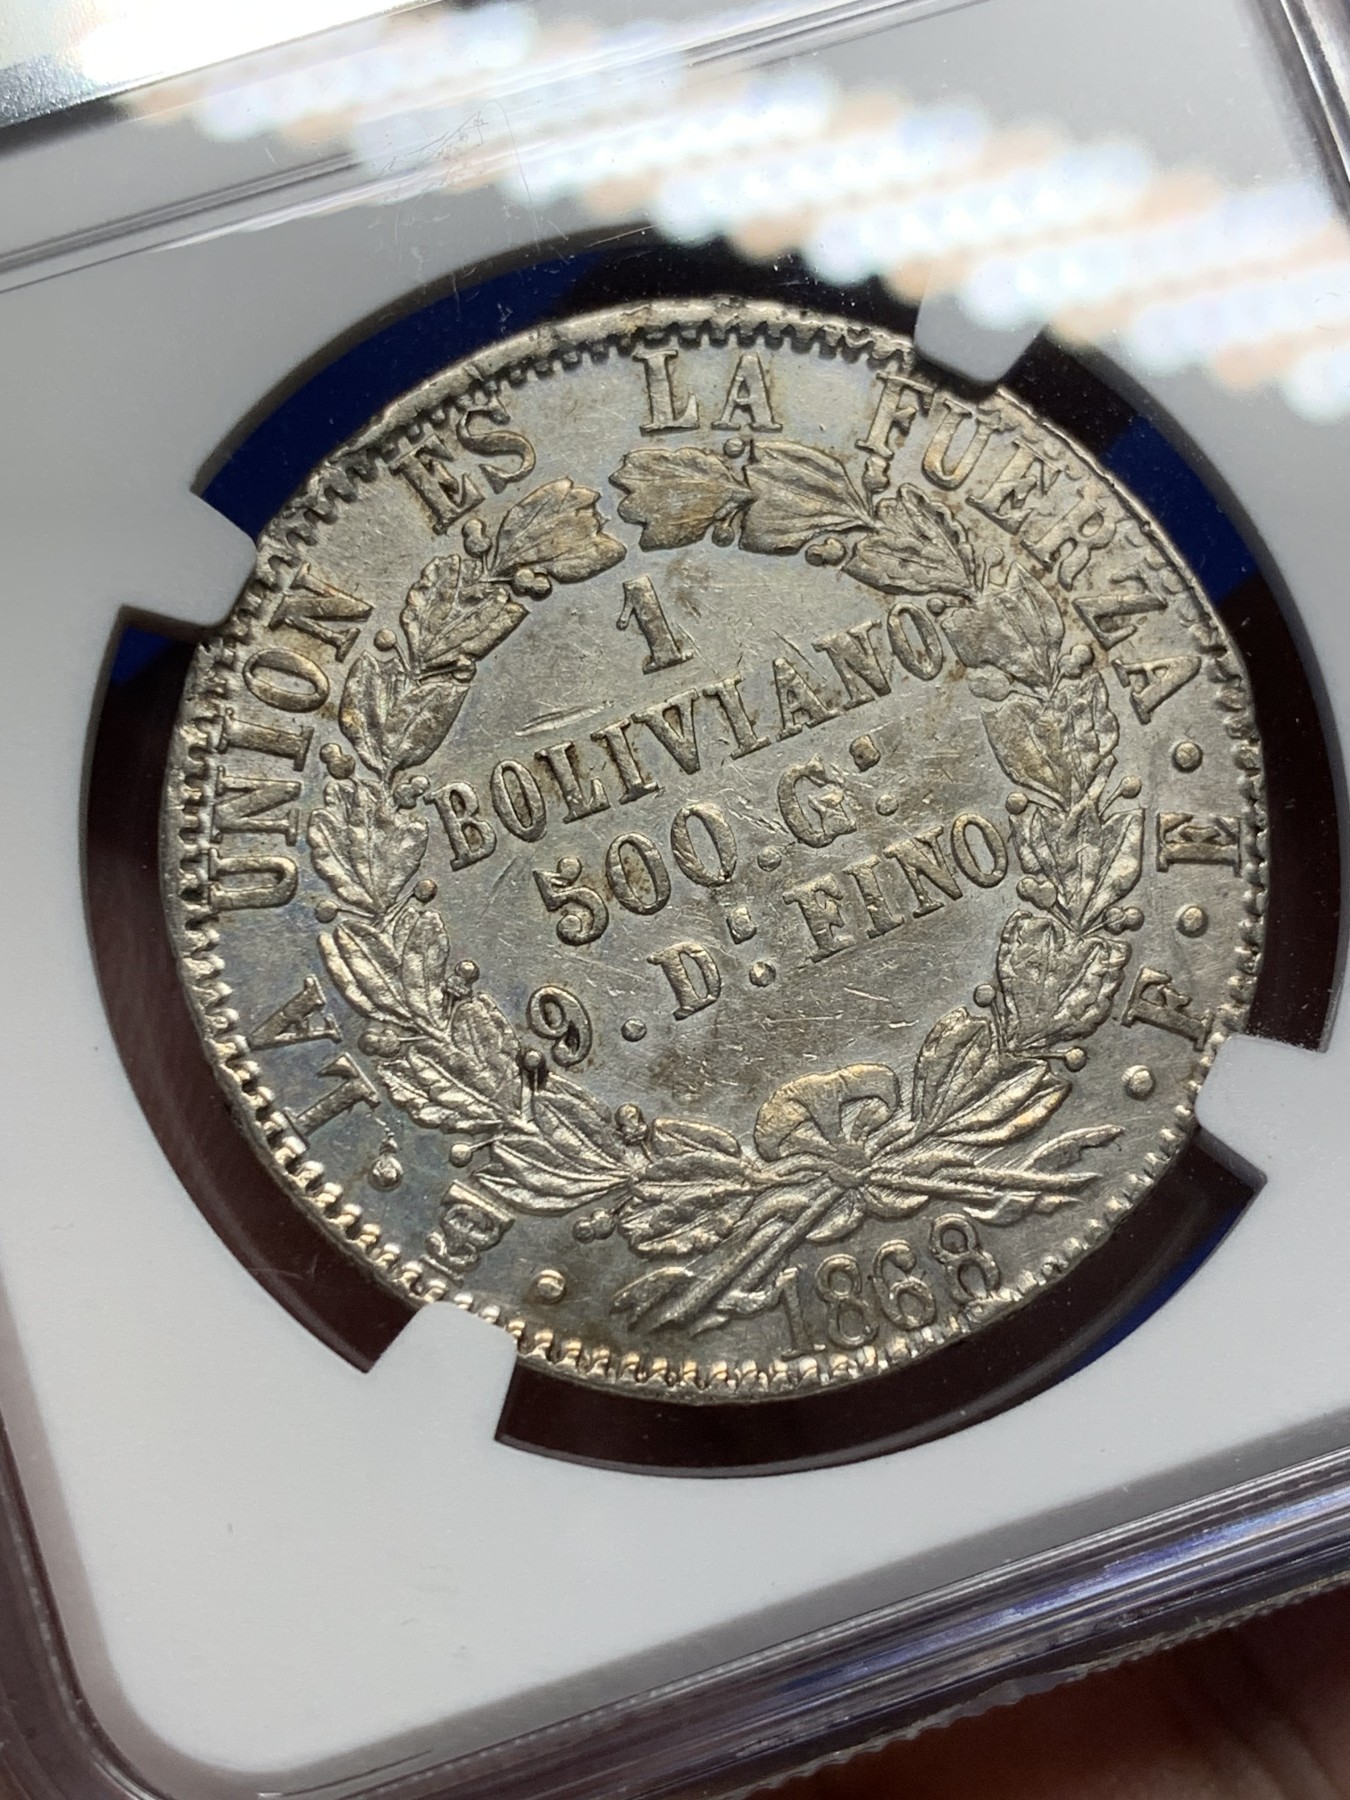 LA UNION ES LA FUERZA . F . E .
1
BOLIVIANO
500.G:
9.D: FINO
1868